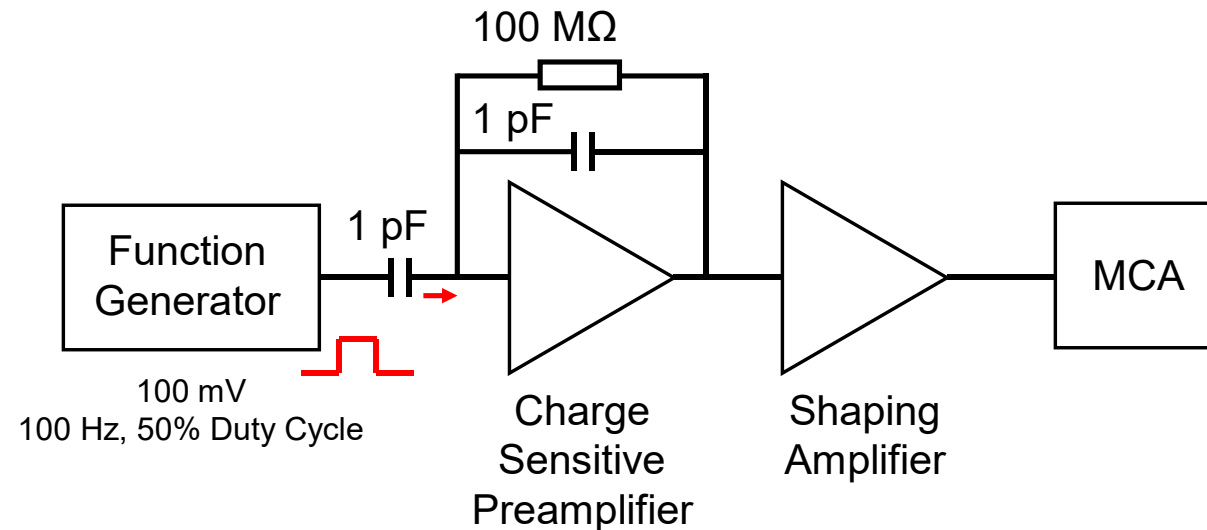 100 MΩ
1 pF
1 pF
Function
Generator
MCA
100 mV
100 Hz, 50% Duty Cycle
Charge
Sensitive
Preamplifier
Shaping
Amplifier